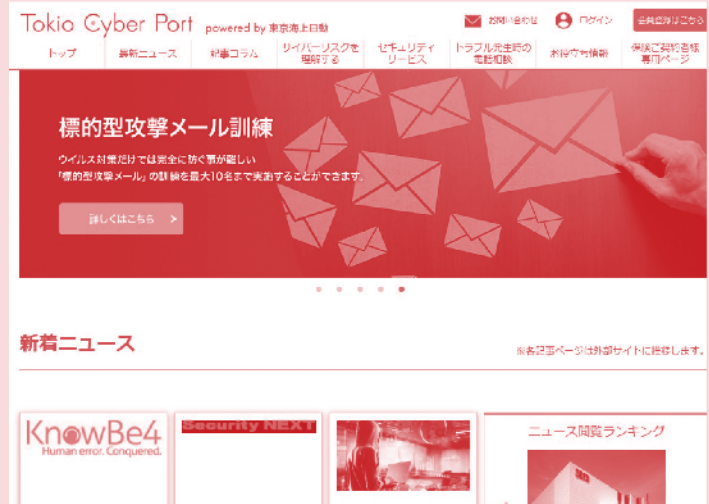 Tokio Cyber Port powered by 東京海上日動
お問い合わせ ログイン 会員登録はこちら
トップ 最新ニュース 記事コラム サイバーリスクを理解する セキュリティサービス トラブル発生時の電話相談 お役立ち情報 保険ご契約者様専用ページ
標的型攻撃メール訓練
ウイルス対策だけでは完全に防ぐ事が難しい
「標的型攻撃メール」の訓練を最大10名まで実施することができます。
詳しくはこちら >
新着ニュース
※各記事ページは外部サイトに推移します。
KnowBe4
Human error. Conquered.
Security NEXT
ニュース閲覧ランキング